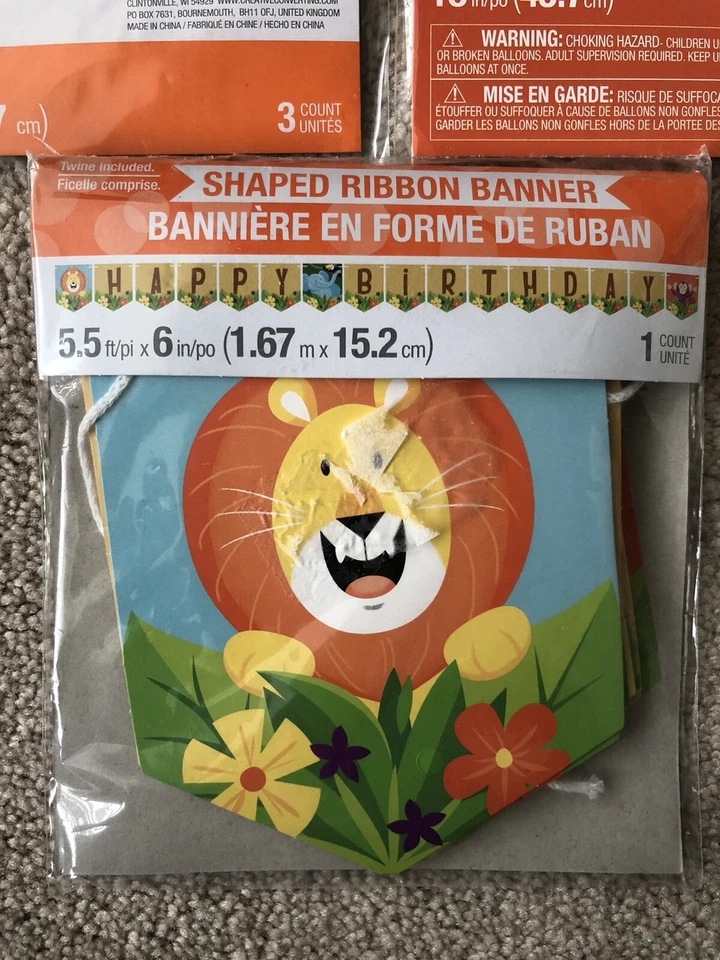 CLINTONVILLE, WI 54929 WWW.CREATIVECONVERTING.COM
PO BOX 7631, BOURNEMOUTH, BH11 0FJ, UNITED KINGDOM
MADE IN CHINA / FABRIQUÉ EN CHINE / HECHO EN CHINA
cm)
3 COUNT
UNITÉS
in/po
cm)
WARNING: CHOKING HAZARD- CHILDREN
OR BROKEN BALLOONS. ADULT SUPERVISION REQUIRED. KEEP
BALLOONS AT ONCE.
MISE EN GARDE: RISQUE DE
ÉTOUFFER OU SUFFOQUER À CAUSE DE BALLONS NON
GARDER LES BALLONS NON GONFLES HORS DE LA PORTEE
Twine included.
Ficelle comprise.
SHAPED RIBBON BANNER
BANNIÈRE EN FORME DE RUBAN
HAPPY BiRTHDAY
5.5 ft/pi x 6 in/po (1.67 m x 15.2 cm)
1 COUNT
UNITÉ